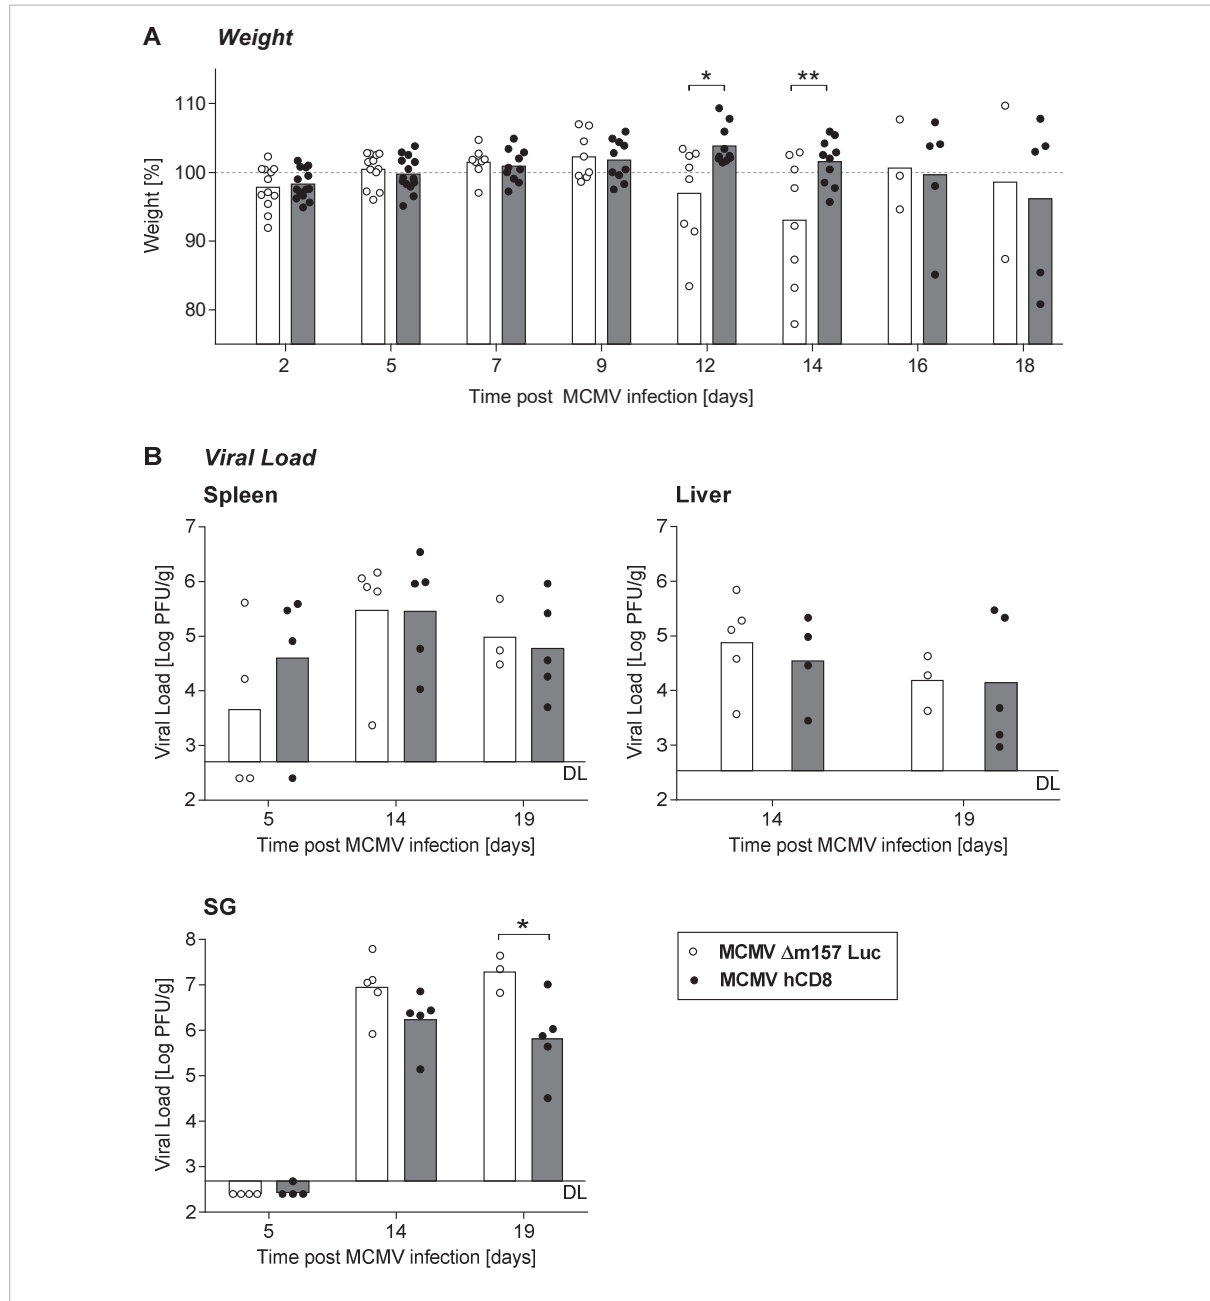 A Weight
* **
110
100
90
80
Weight [%]
2 5 7 9 12 14 16 18
Time post MCMV infection [days]
B Viral Load
Spleen
7
6
5
4
3
2
Viral Load [Log PFU/g]
DL
5 14 19
Time post MCMV infection [days]
Liver
7
6
5
4
3
2
Viral Load [Log PFU/g]
DL
14 19
Time post MCMV infection [days]
SG
*
8
7
6
5
4
3
2
Viral Load [Log PFU/g]
DL
5 14 19
Time post MCMV infection [days]
MCMV Δm157 Luc
MCMV hCD8